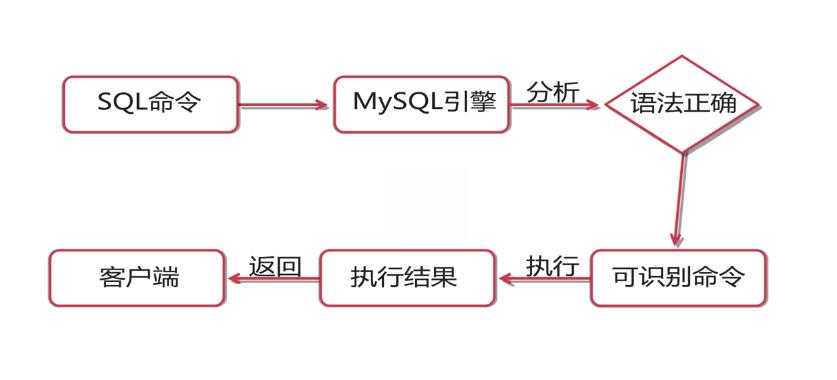 SQL命令
MySQL引擎
分析
语法正确
可识别命令
执行
执行结果
返回
客户端